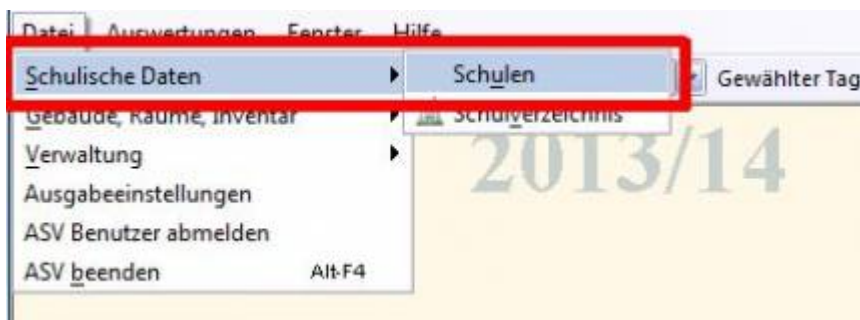 Datei Auswertungen Fenster Hilfe
Schulische Daten Schulen Gewählter Tag
Gebäude, Räume, Inventar Schulverzeichnis
Verwaltung
2013/14
Ausgabeeinstellungen
ASV Benutzer abmelden
ASV beenden Alt-F4